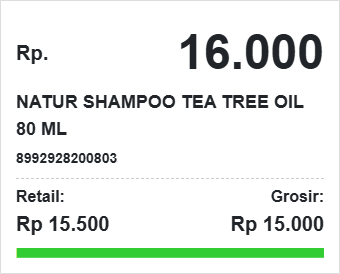 Rp. 16.000
NATUR SHAMPOO TEA TREE OIL
80 ML
8992928200803
Retail: Grosir:
Rp 15.500 Rp 15.000